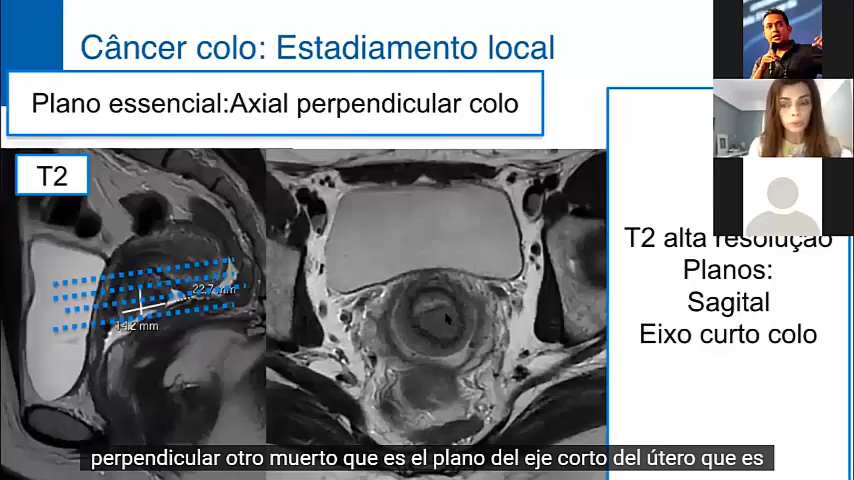 Câncer colo: Estadiamento local
Plano essencial:Axial perpendicular colo
T2
22.7 mm
14.2 mm
T2 alta resolução
Planos:
Sagital
Eixo curto colo
perpendicular otro muerto que es el plano del eje corto del útero que es